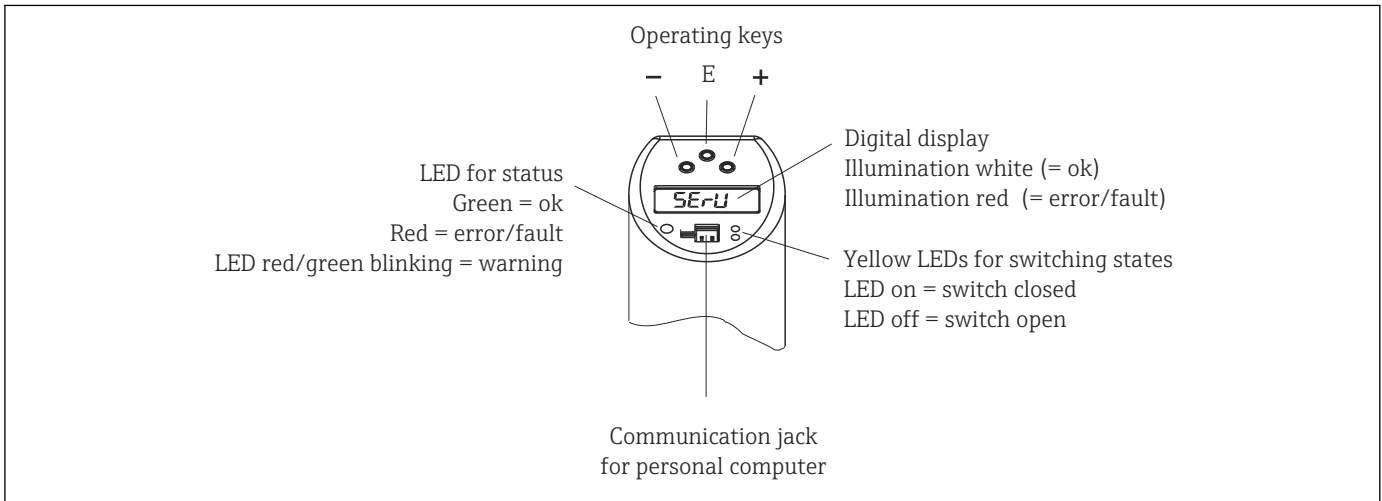 Operating keys
− E +
Digital display
Illumination white (= ok)
Illumination red (= error/fault)
LED for status
Green = ok
Red = error/fault
LED red/green blinking = warning
SErU
Yellow LEDs for switching states
LED on = switch closed
LED off = switch open
Communication jack
for personal computer